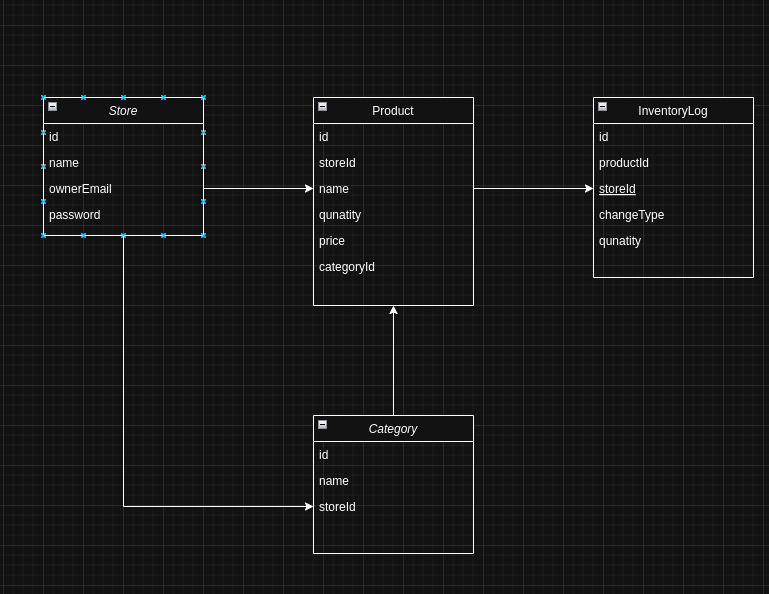 Store
id
name
ownerEmail
password
Product
id
storeId
name
qunatity
price
categoryId
InventoryLog
id
productId
storeId
changeType
qunatity
Category
id
name
storeId